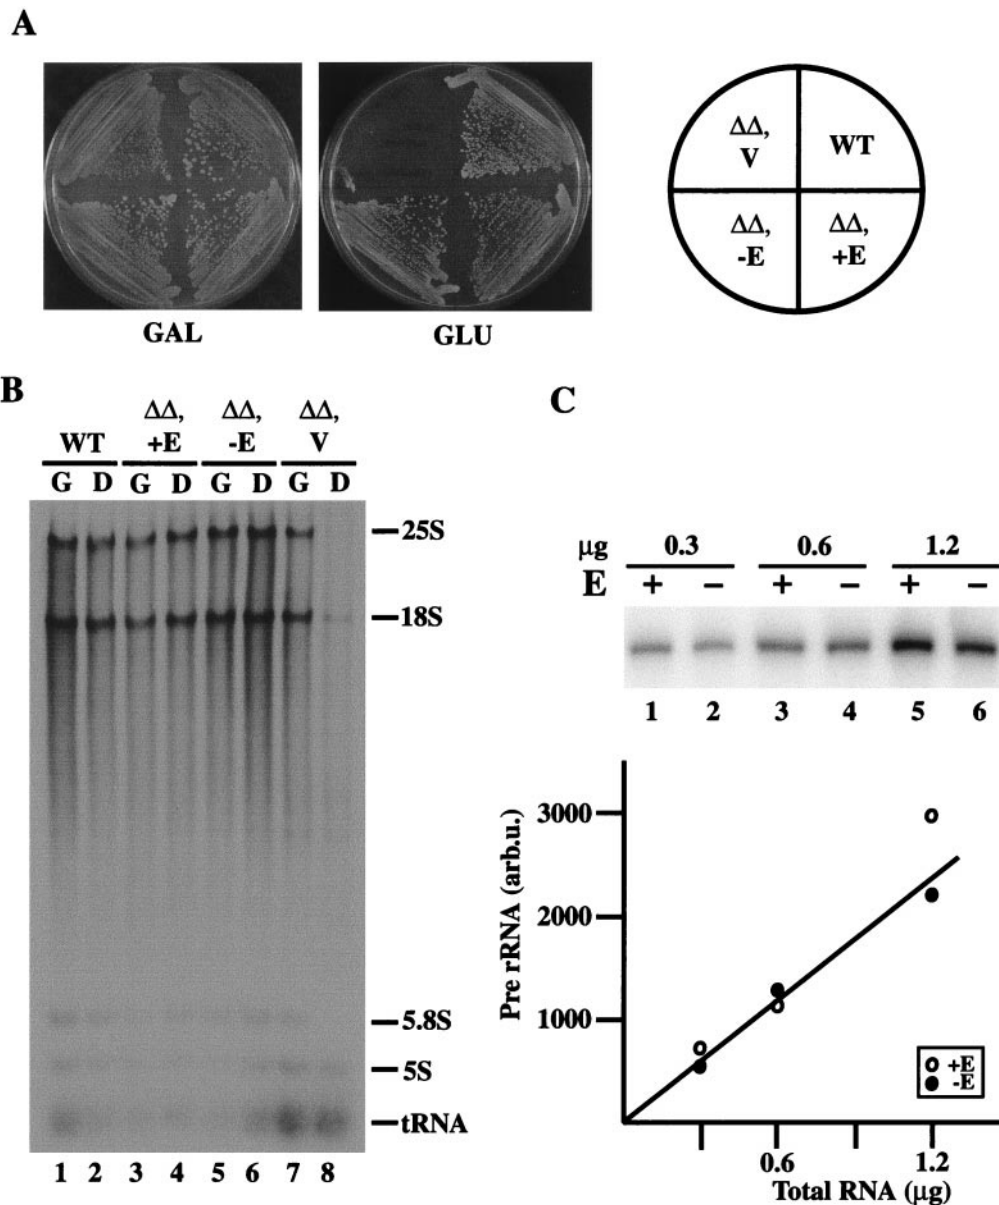 A
ΔΔ,
V
WT
ΔΔ,
-E
ΔΔ,
+E
GAL
GLU
B
WT
ΔΔ,
+E
ΔΔ,
-E
ΔΔ,
V
G D G D G D G D
25S
18S
5.8S
5S
tRNA
1 2 3 4 5 6 7 8
C
μg 0.3 0.6 1.2
E + − + − + −
1 2 3 4 5 6
Pre rRNA (arb.u.)
3000
2000
1000
+E
-E
0.6 1.2
Total RNA (μg)